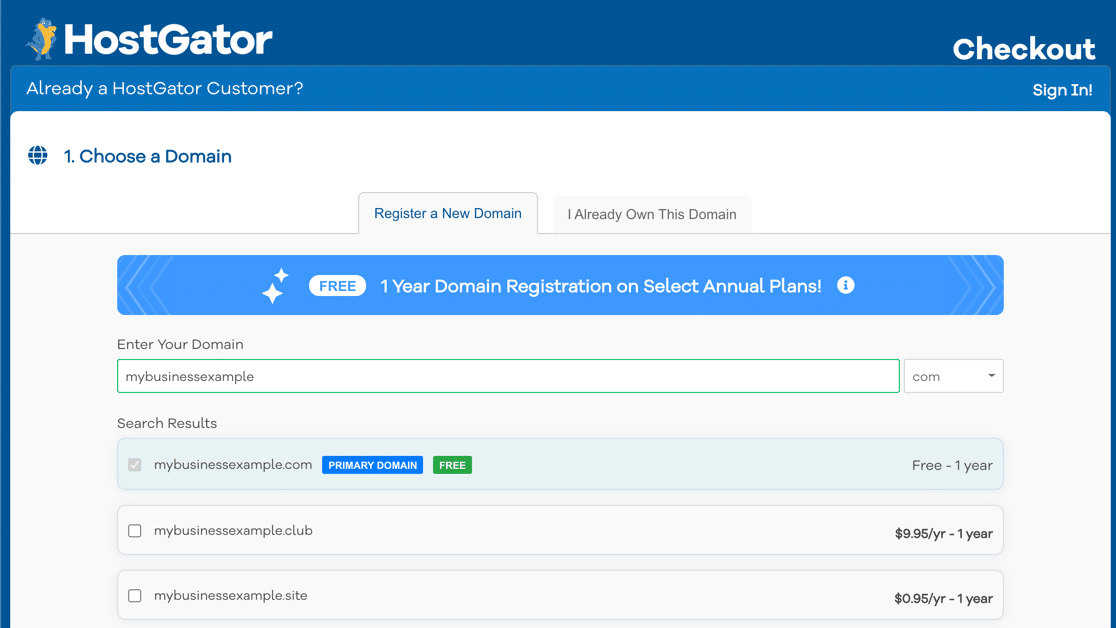 HostGator
Checkout
Already a HostGator Customer?
Sign In!
1. Choose a Domain
Register a New Domain
I Already Own This Domain
FREE 1 Year Domain Registration on Select Annual Plans!
Enter Your Domain
mybusinessexample
com
Search Results
mybusinessexample.com PRIMARY DOMAIN FREE Free - 1 year
mybusinessexample.club $9.95/yr - 1 year
mybusinessexample.site $0.95/yr - 1 year